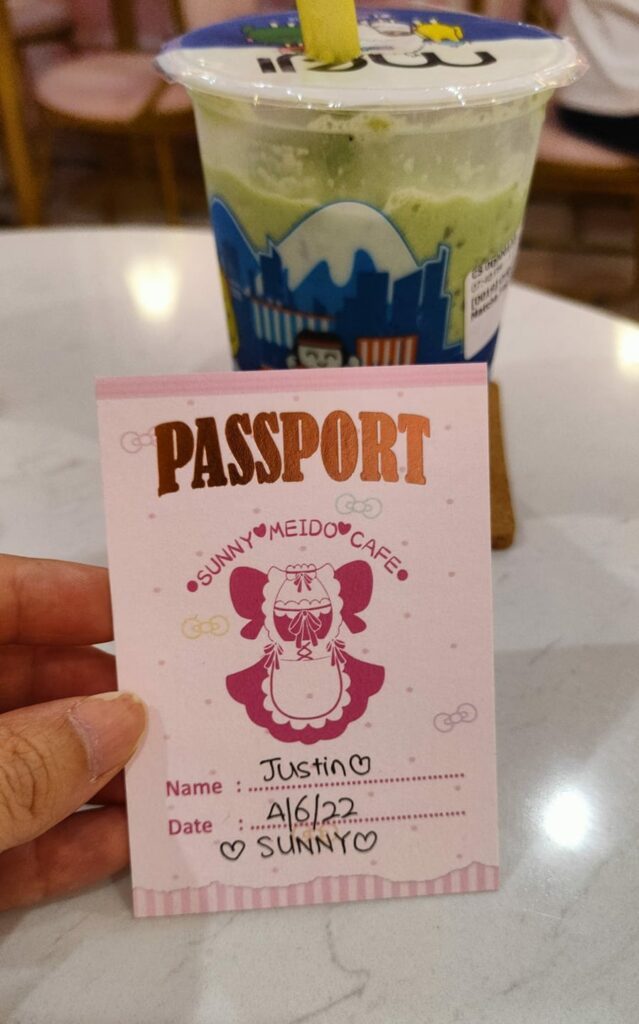 PASSPORT
SUNNY♥MEIDO♥CAFE
Name : Justin♡
Date : 4/6/22
♡ SUNNY♡